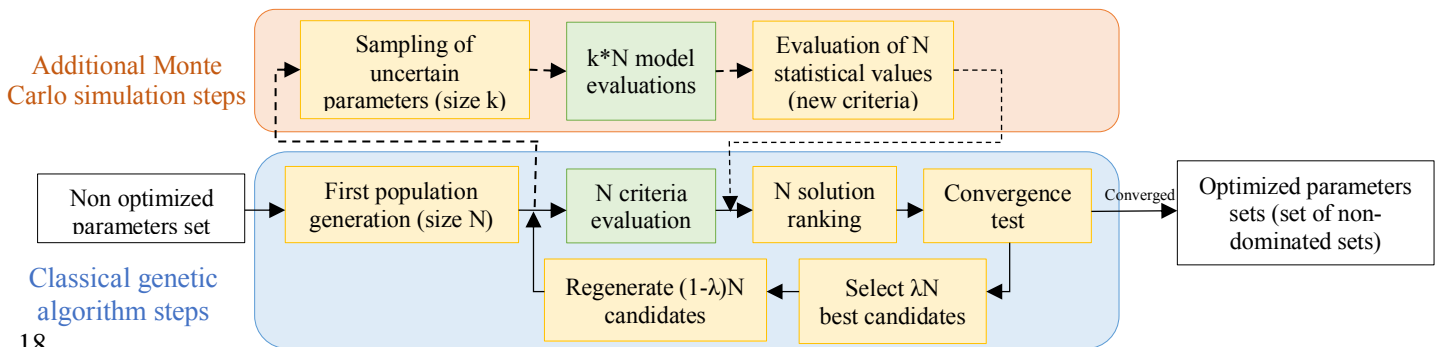 Additional Monte
Carlo simulation steps
Sampling of
uncertain
parameters (size k)
k*N model
evaluations
Evaluation of N
statistical values
(new criteria)
Non optimized
parameters set
First population
generation (size N)
N criteria
evaluation
N solution
ranking
Convergence
test
Converged
Optimized parameters
sets (set of non-
dominated sets)
Classical genetic
algorithm steps
Regenerate (1-λ)N
candidates
Select λN
best candidates
18